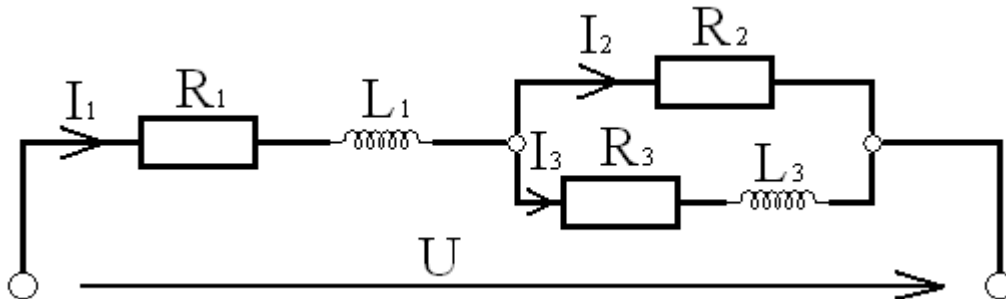 I₁
R₁
L₁
I₂
R₂
I₃
R₃
L₃
U